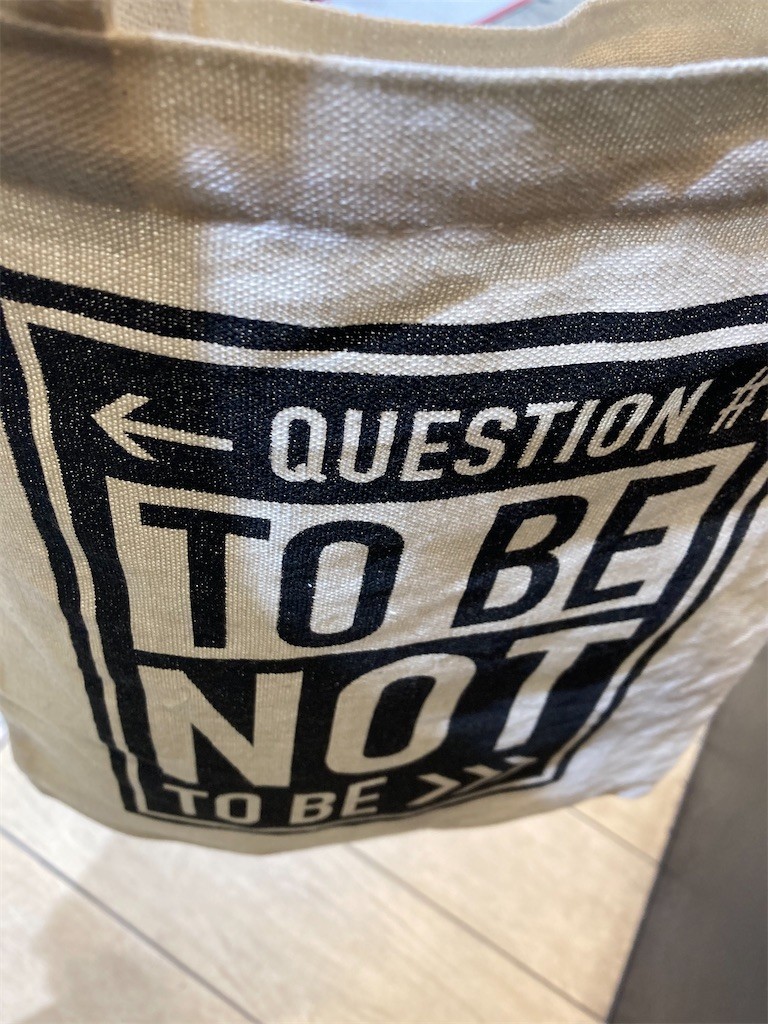 ← QUESTION #
TO BE
NOT
TO BE >>>